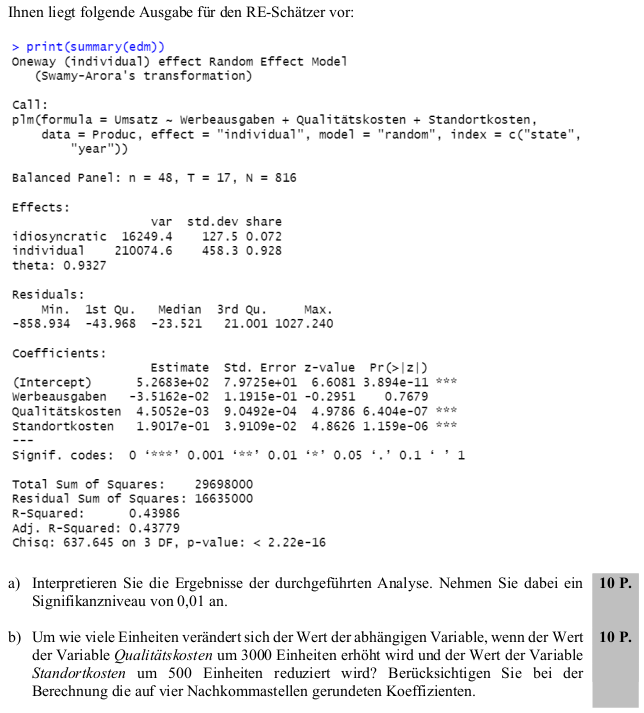 Ihnen liegt folgende Ausgabe für den RE-Schätzer vor:
> print(summary(edm))
Oneway (individual) effect Random Effect Model
   (Swamy-Arora's transformation)
Call:
plm(formula = Umsatz ~ Werbeausgaben + Qualitätskosten + Standortkosten,
    data = Produc, effect = "individual", model = "random", index = c("state",
        "year"))
Balanced Panel: n = 48, T = 17, N = 816
Effects:
var std.dev share
idiosyncratic 16249.4 127.5 0.072
individual 210074.6 458.3 0.928
theta: 0.9327
Residuals:
Min. 1st Qu. Median 3rd Qu. Max.
-858.934 -43.968 -23.521 21.001 1027.240
Coefficients:
Estimate Std. Error z-value Pr(>|z|)
(Intercept) 5.2683e+02 7.9725e+01 6.6081 3.894e-11 ***
Werbeausgaben -3.5162e-02 1.1915e-01 -0.2951 0.7679
Qualitätskosten 4.5052e-03 9.0492e-04 4.9786 6.404e-07 ***
Standortkosten 1.9017e-01 3.9109e-02 4.8626 1.159e-06 ***
---
Signif. codes: 0 ‘***’ 0.001 ‘**’ 0.01 ‘*’ 0.05 ‘.’ 0.1 ‘ ’ 1
Total Sum of Squares: 29698000
Residual Sum of Squares: 16635000
R-Squared: 0.43986
Adj. R-Squared: 0.43779
Chisq: 637.645 on 3 DF, p-value: < 2.22e-16
a) Interpretieren Sie die Ergebnisse der durchgeführten Analyse. Nehmen Sie dabei ein 10 P.
Signifikanzniveau von 0,01 an.
b) Um wie viele Einheiten verändert sich der Wert der abhängigen Variable, wenn der Wert 10 P.
der Variable Qualitätskosten um 3000 Einheiten erhöht wird und der Wert der Variable
Standortkosten um 500 Einheiten reduziert wird? Berücksichtigen Sie bei der
Berechnung die auf vier Nachkommastellen gerundeten Koeffizienten.